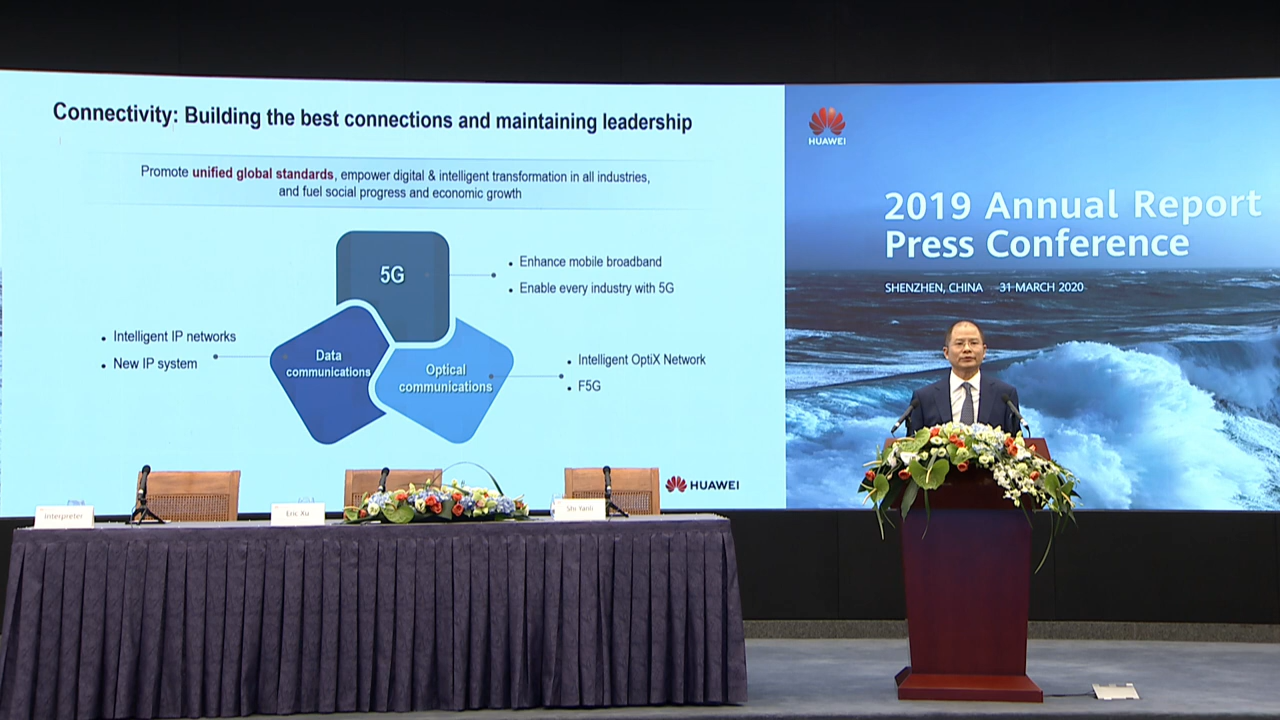 Connectivity: Building the best connections and maintaining leadership
Promote unified global standards, empower digital & intelligent transformation in all industries,
and fuel social progress and economic growth
5G
• Enhance mobile broadband
• Enable every industry with 5G
• Intelligent IP networks
• New IP system
Data
communications
Optical
communications
• Intelligent OptiX Network
• F5G
HUAWEI
HUAWEI
2019 Annual Report
Press Conference
SHENZHEN, CHINA 31 MARCH 2020
Interpreter
Eric Xu
Shi Yanli